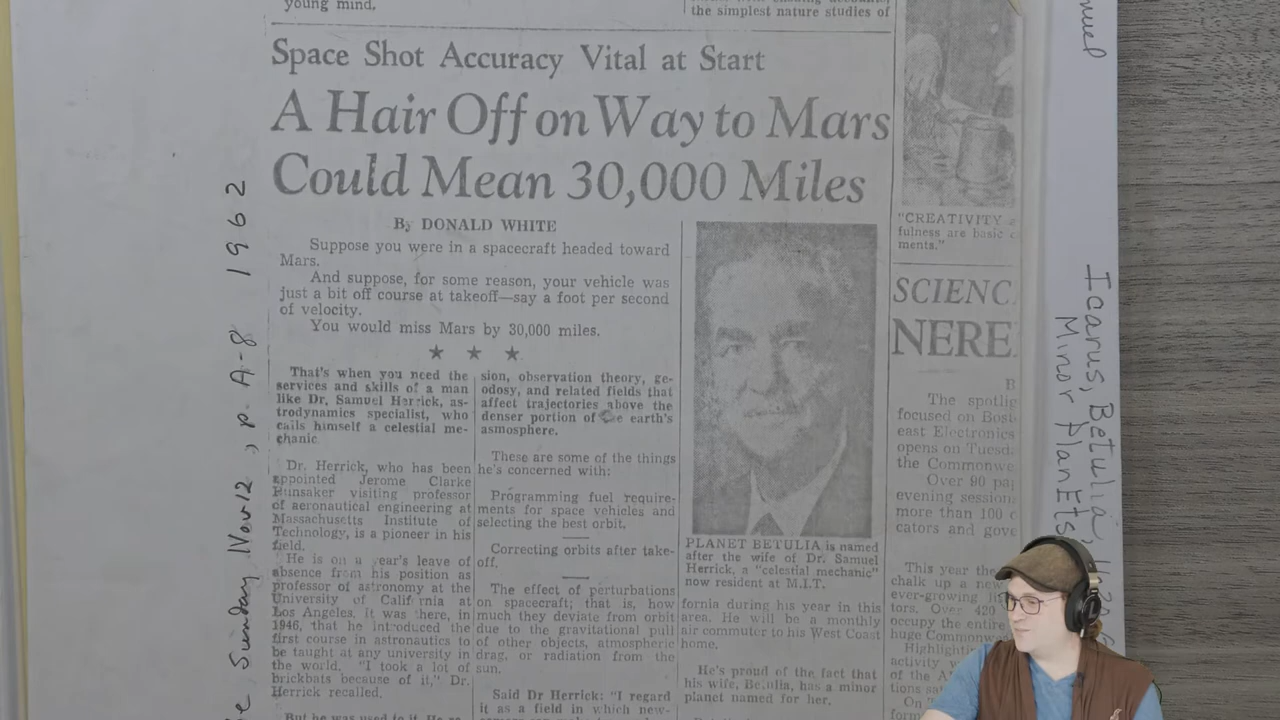 young mind.
the simplest nature studies of
Space Shot Accuracy Vital at Start
A Hair Off on Way to Mars
Could Mean 30,000 Miles
By DONALD WHITE
Suppose you were in a spacecraft headed toward
Mars.
And suppose, for some reason, your vehicle was
just a bit off course at takeoff—say a foot per second
of velocity.
You would miss Mars by 30,000 miles.
★ ★ ★
That's when you need the
services and skills of a man
like Dr, Samuel Herrick, as-
trodynamics specialist, who
calls himself a celestial me-
chanic
Dr. Herrick, who has been
appointed Jerome Clarke
Hunsaker visiting professor
of aeronautical engineering at
Massachusetts Institute of
Technology, is a pioneer in his
field.
He is on a year's leave of
absence from his position as
professor of astronomy at the
University of California at
Los Angeles. It was there, in
1946, that he introduced the
first course in astronautics to
be taught at any university in
the world. "I took a lot of
brickbats because of it," Dr.
Herrick recalled.
But he was used to it. He
sion, observation theory, ge-
odosy, and related fields that
affect trajectories above the
denser portion of the earth's
asmosphere.
These are some of the things
he's concerned with:
Programming fuel require-
ments for space vehicles and
selecting the best orbit.
Correcting orbits after take-
off.
The effect of perturbations
on spacecraft; that is, how
much they deviate from orbit
due to the gravitational pull
of other objects, atmospheric
drag, or radiation from the
sun.
Said Dr Herrick: "I regard
it as a field in which new-
PLANET BETULIA is named
after the wife of Dr. Samuel
Herrick, a "celestial mechanic"
now resident at M.I.T.
fornia during his year in this
area. He will be a monthly
air commuter to his West Coast
home.
He's proud of the fact that
his wife, Betulia, has a minor
planet named for her.
"CREATIVITY
fulness are basic c
ments."
SCIENC
NERE
B
The spotlig
focused on Bost
east Electronics
opens on Tuesd
the Commonwe
Over 90 pa
evening session
more than 100 c
cators and gove
This year the
chalk up a new
ever-growing li
tors. Over 420
occupy the entire
huge Commonw
Highlightin
activity w
of the A
tions sa
On "
form
Sunday Nov 12, p. A-8 1962
nuel
Icarus, Betulia,
Minor PlanEts